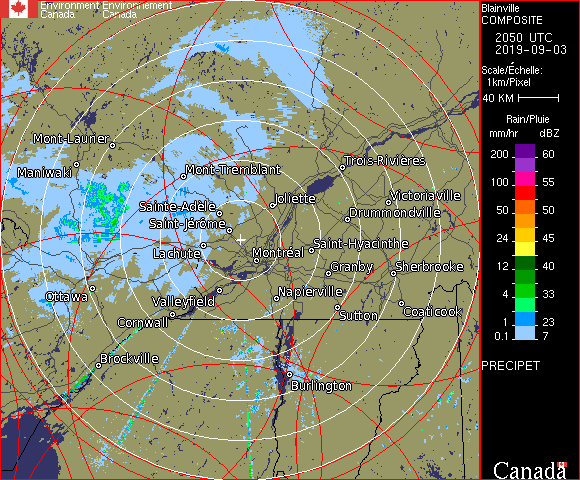 Environment Environnement
Canada Canada
Blainville
COMPOSITE
2050 UTC
2019-09-03
Scale/Échelle:
1km/Pixel
40 KM
Rain/Pluie
mm/hr dBZ
200 60
100 55
50 50
24 45
12 40
4 33
1 23
0.1 7
PRECIPET
Canada
Mont-Laurier
Maniwaki
Mont-Tremblant
Trois-Rivières
Sainte-Adèle
Joliette
Victoriaville
Drummondville
Saint-Jérôme
Lachute
Montréal
Saint-Hyacinthe
Granby
Sherbrooke
Ottawa
Valleyfield
Napierville
Cornwall
Sutton
Coaticook
Brockville
Burlington